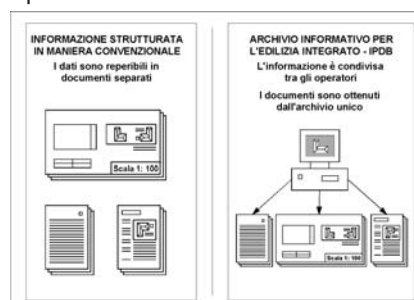 INFORMAZIONE STRUTTURATA
IN MANIERA CONVENZIONALE
I dati sono reperibili in
documenti separati
Scala 1: 100
ARCHIVIO INFORMATIVO PER
L'EDILIZIA INTEGRATO - IPDB
L'informazione è condivisa
tra gli operatori
I documenti sono ottenuti
dall'archivio unico
Scala 1: 100